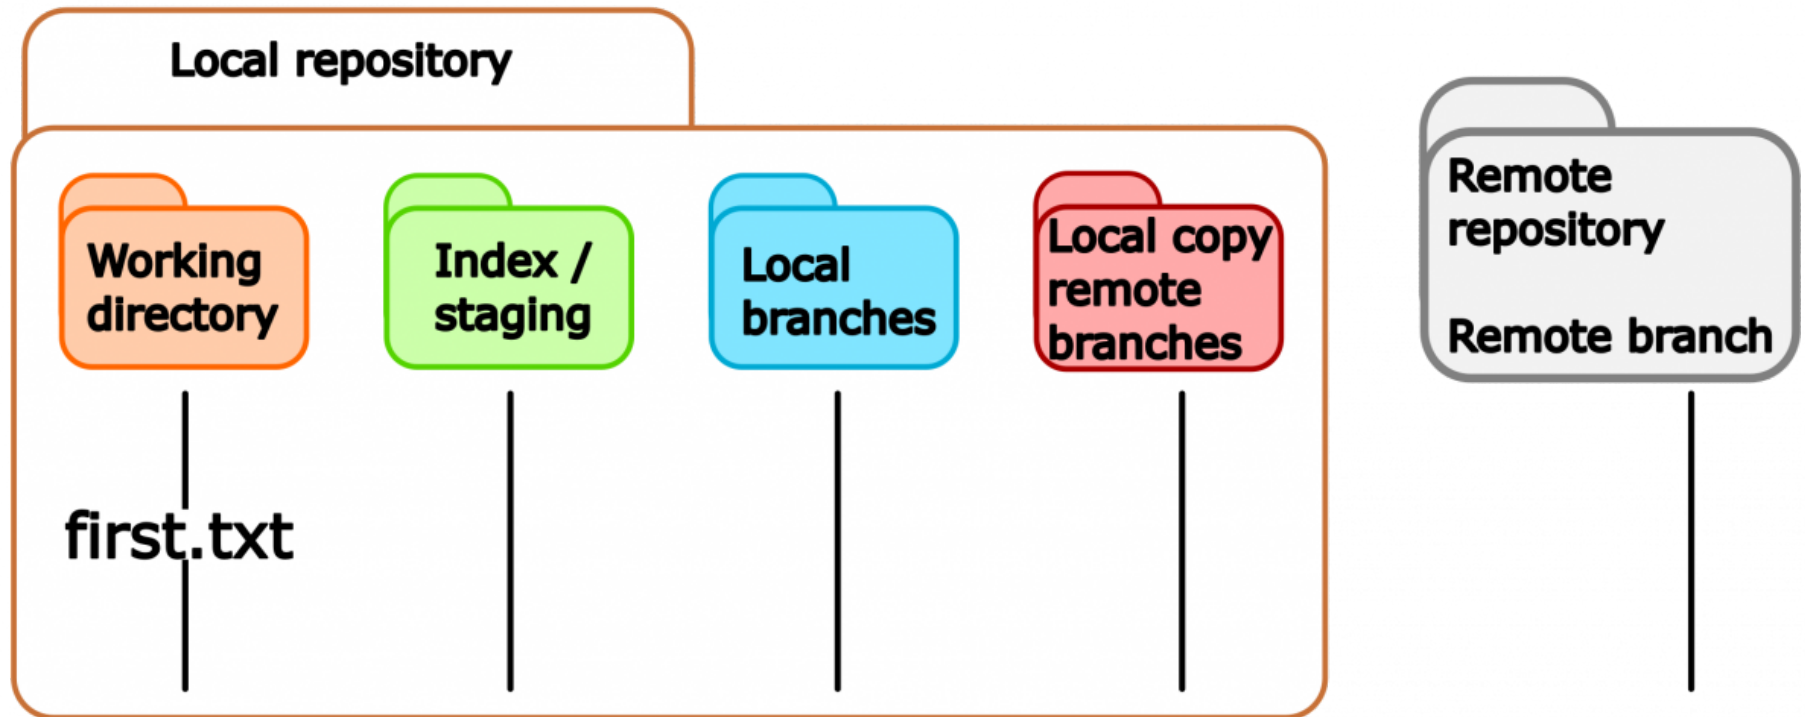 Local repository
Working
directory
Index /
staging
Local
branches
Local copy
remote
branches
Remote
repository
Remote branch
first.txt